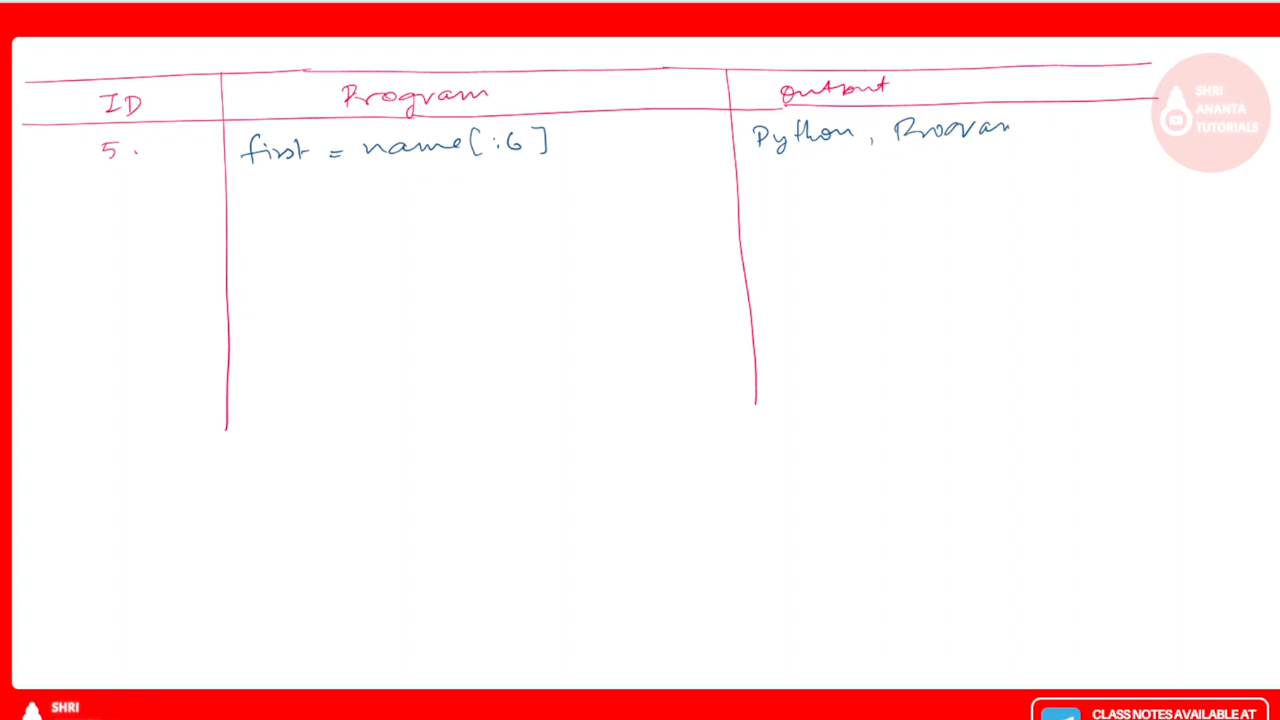 ID Program output
5. first = name[:6] Python, Program
SHRI
ANANTA
TUTORIALS
SHRI
CLASS NOTES AVAILABLE AT